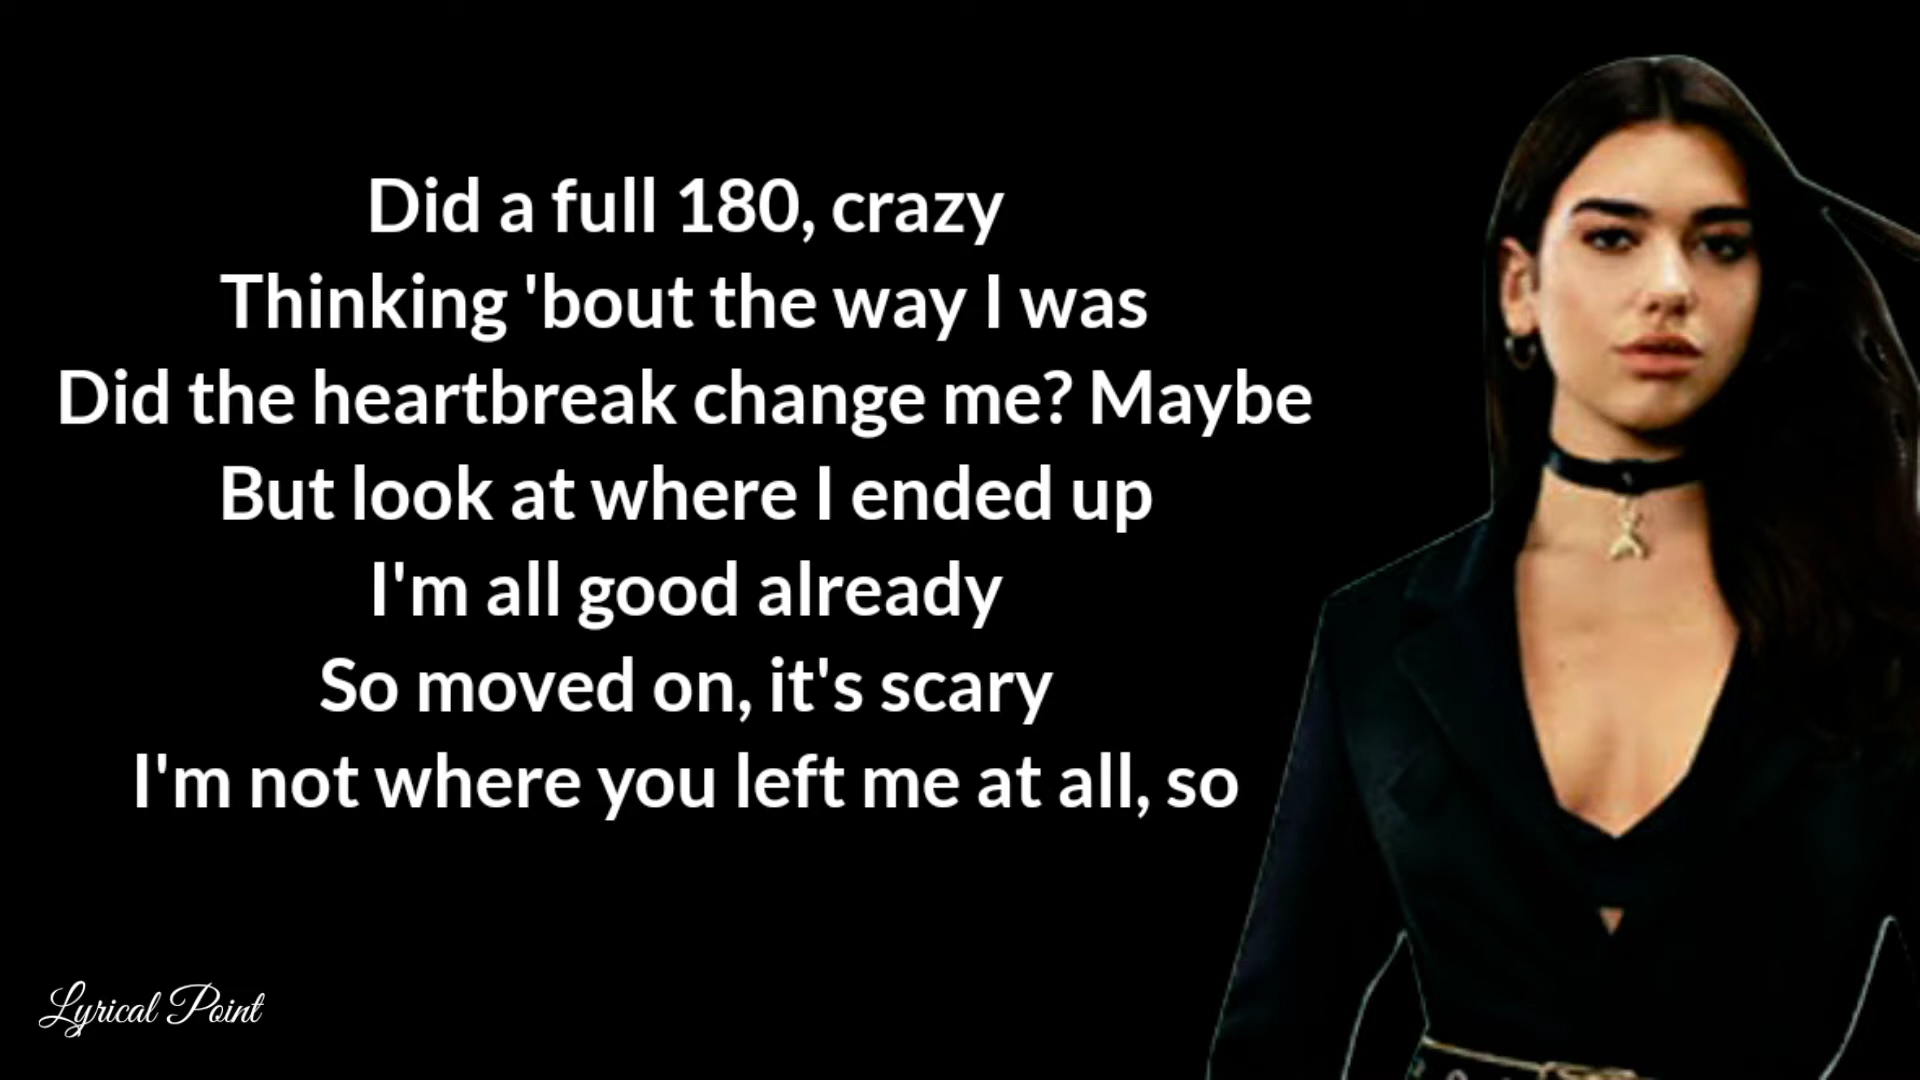 Did a full 180, crazy
Thinking 'bout the way I was
Did the heartbreak change me? Maybe
But look at where I ended up
I'm all good already
So moved on, it's scary
I'm not where you left me at all, so
Lyrical Point